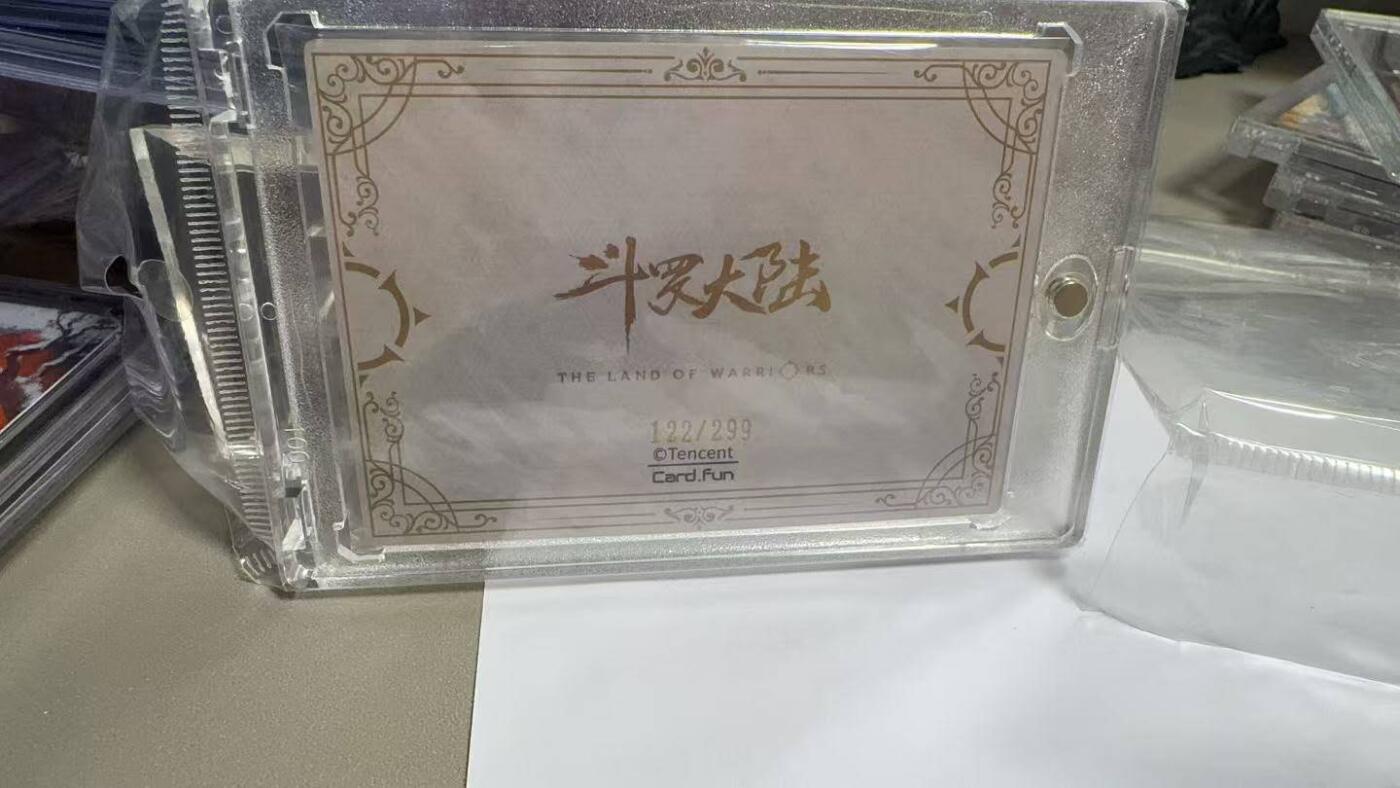 斗罗大陆
THE LAND OF WARRIORS
122/299
©Tencent
Card.Fun